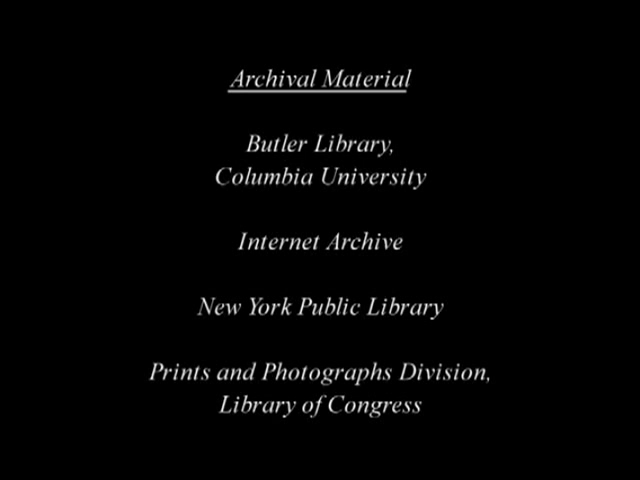 Archival Material
Butler Library,
Columbia University
Internet Archive
New York Public Library
Prints and Photographs Division,
Library of Congress